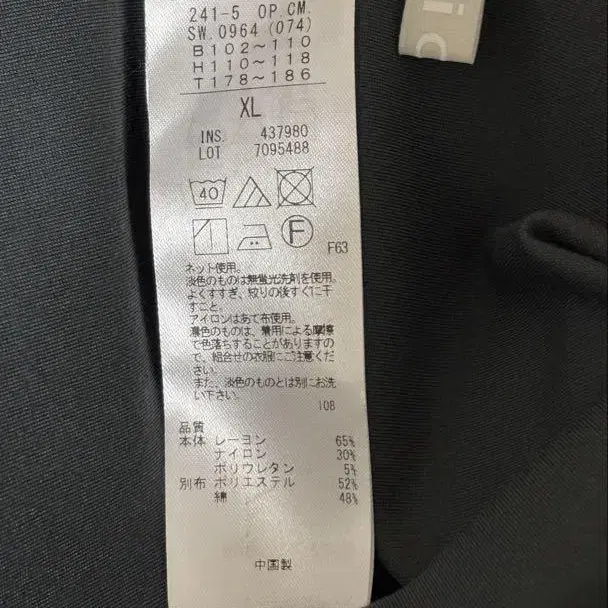 241-5 OP CM.
SW.0964 (074)
B102~110
H110~118
T178~186
XL
INS. 437980
LOT 7095488
40
F
F63
ネット使用。
淡色のものは無蛍光洗剤を使用。
よくすすぎ、絞りの後すぐに干
すこと。
アイロンはあて布使用。
濃色のものは、着用による摩擦
で色落ちすることがありますの
で、組合せの衣服にご注意くだ
さい。
また、淡色のものとは別にお洗
い下さい。
108
品質
本体 レーヨン 65%
ナイロン 30%
ポリウレタン 5%
別布 ポリエステル 52%
綿 48%
中国製
ic